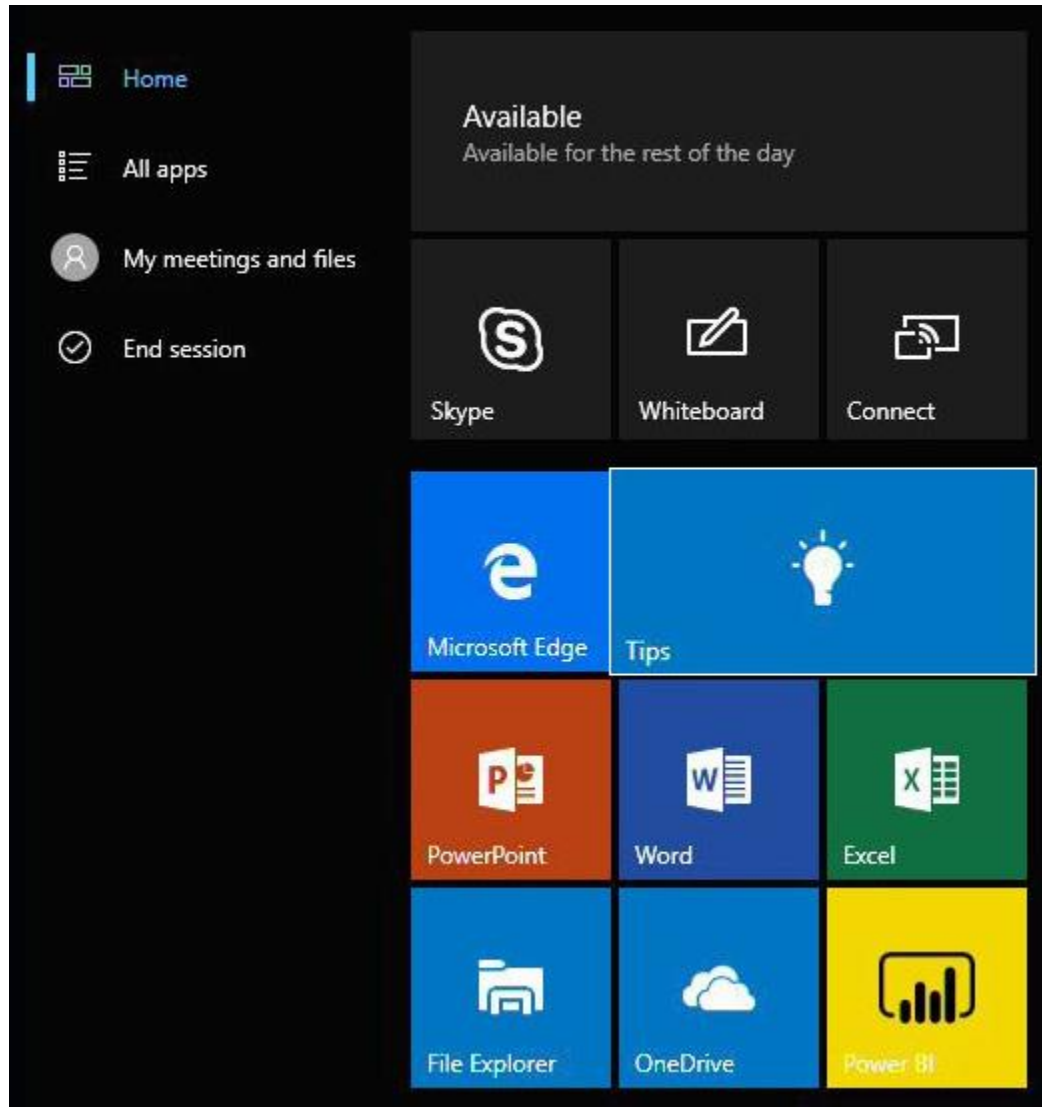 Home
All apps
My meetings and files
End session
Available
Available for the rest of the day
Skype
Whiteboard
Connect
Microsoft Edge
Tips
PowerPoint
Word
Excel
File Explorer
OneDrive
Power BI